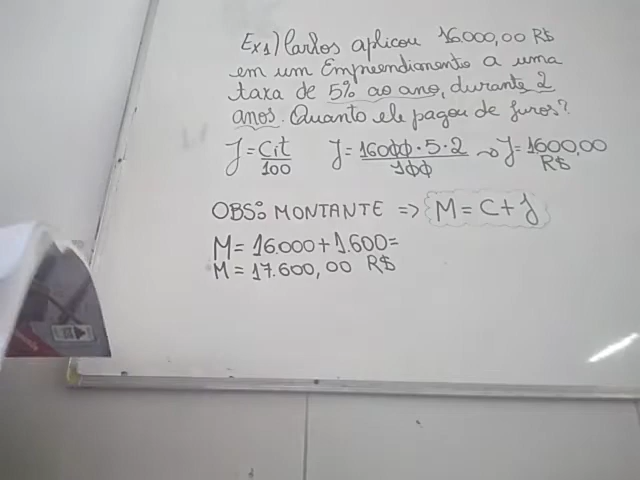 Ex1) Carlos aplicou 16.000,00 R$
em um Empreendimento a uma
taxa de 5% ao ano, durante 2
anos. Quanto ele pagou de juros?
J = Cit/100 J = 16000 · 5 · 2/100 → J = 1600,00 R$
OBS: MONTANTE => M = C + J
M = 16.000 + 1.600 =
M = 17.600,00 R$